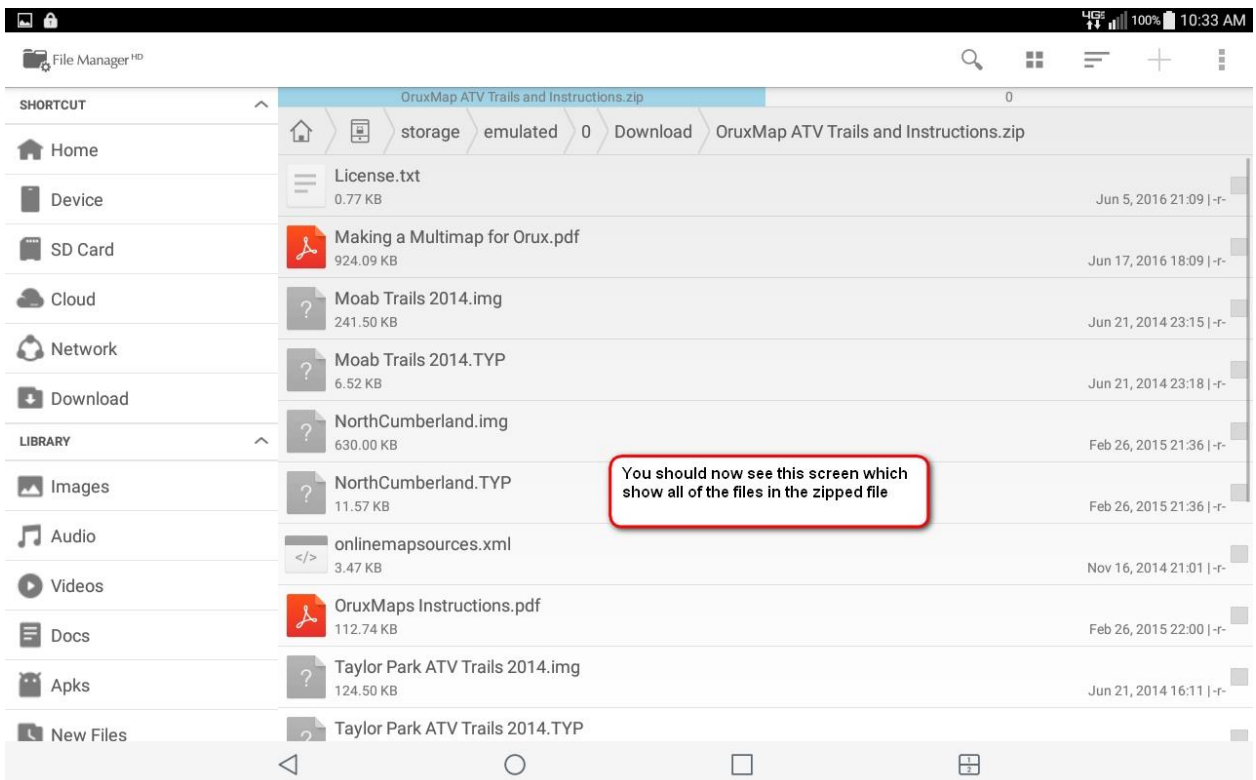 4G 100% 10:33 AM
File Manager HD
SHORTCUT
Home
Device
SD Card
Cloud
Network
Download
LIBRARY
Images
Audio
Videos
Docs
Apks
New Files
OruxMap ATV Trails and Instructions.zip 0
storage emulated 0 Download OruxMap ATV Trails and Instructions.zip
License.txt
0.77 KB Jun 5, 2016 21:09 | -r-
Making a Multimap for Orux.pdf
924.09 KB Jun 17, 2016 18:09 | -r-
? Moab Trails 2014.img
241.50 KB Jun 21, 2014 23:15 | -r-
? Moab Trails 2014.TYP
6.52 KB Jun 21, 2014 23:18 | -r-
? NorthCumberland.img
630.00 KB Feb 26, 2015 21:36 | -r-
? NorthCumberland.TYP
11.57 KB Feb 26, 2015 21:36 | -r-
You should now see this screen which
show all of the files in the zipped file
</> onlinemapsources.xml
3.47 KB Nov 16, 2014 21:01 | -r-
OruxMaps Instructions.pdf
112.74 KB Feb 26, 2015 22:00 | -r-
? Taylor Park ATV Trails 2014.img
124.50 KB Jun 21, 2014 16:11 | -r-
? Taylor Park ATV Trails 2014.TYP
1
2